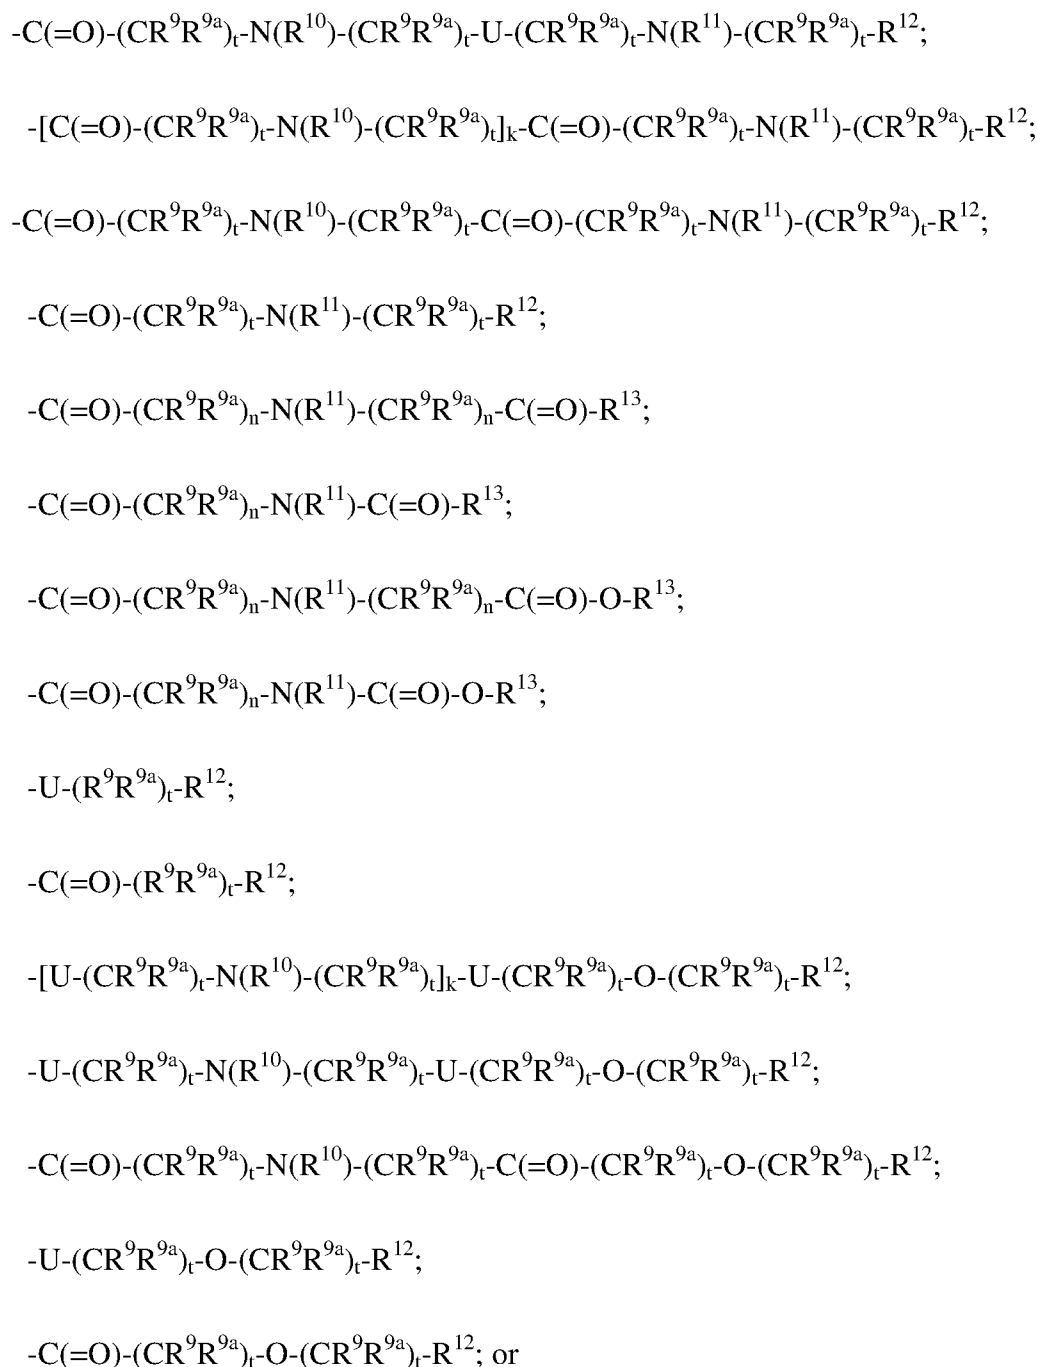 -C(=O)-(CR⁹R⁹ᵃ)ₜ-N(R¹⁰)-(CR⁹R⁹ᵃ)ₜ-U-(CR⁹R⁹ᵃ)ₜ-N(R¹¹)-(CR⁹R⁹ᵃ)ₜ-R¹²;
-[C(=O)-(CR⁹R⁹ᵃ)ₜ-N(R¹⁰)-(CR⁹R⁹ᵃ)ₜ]ₖ-C(=O)-(CR⁹R⁹ᵃ)ₜ-N(R¹¹)-(CR⁹R⁹ᵃ)ₜ-R¹²;
-C(=O)-(CR⁹R⁹ᵃ)ₜ-N(R¹⁰)-(CR⁹R⁹ᵃ)ₜ-C(=O)-(CR⁹R⁹ᵃ)ₜ-N(R¹¹)-(CR⁹R⁹ᵃ)ₜ-R¹²;
-C(=O)-(CR⁹R⁹ᵃ)ₜ-N(R¹¹)-(CR⁹R⁹ᵃ)ₜ-R¹²;
-C(=O)-(CR⁹R⁹ᵃ)ₙ-N(R¹¹)-(CR⁹R⁹ᵃ)ₙ-C(=O)-R¹³;
-C(=O)-(CR⁹R⁹ᵃ)ₙ-N(R¹¹)-C(=O)-R¹³;
-C(=O)-(CR⁹R⁹ᵃ)ₙ-N(R¹¹)-(CR⁹R⁹ᵃ)ₙ-C(=O)-O-R¹³;
-C(=O)-(CR⁹R⁹ᵃ)ₙ-N(R¹¹)-C(=O)-O-R¹³;
-U-(R⁹R⁹ᵃ)ₜ-R¹²;
-C(=O)-(R⁹R⁹ᵃ)ₜ-R¹²;
-[U-(CR⁹R⁹ᵃ)ₜ-N(R¹⁰)-(CR⁹R⁹ᵃ)ₜ]ₖ-U-(CR⁹R⁹ᵃ)ₜ-O-(CR⁹R⁹ᵃ)ₜ-R¹²;
-U-(CR⁹R⁹ᵃ)ₜ-N(R¹⁰)-(CR⁹R⁹ᵃ)ₜ-U-(CR⁹R⁹ᵃ)ₜ-O-(CR⁹R⁹ᵃ)ₜ-R¹²;
-C(=O)-(CR⁹R⁹ᵃ)ₜ-N(R¹⁰)-(CR⁹R⁹ᵃ)ₜ-C(=O)-(CR⁹R⁹ᵃ)ₜ-O-(CR⁹R⁹ᵃ)ₜ-R¹²;
-U-(CR⁹R⁹ᵃ)ₜ-O-(CR⁹R⁹ᵃ)ₜ-R¹²;
-C(=O)-(CR⁹R⁹ᵃ)ₜ-O-(CR⁹R⁹ᵃ)ₜ-R¹²; or